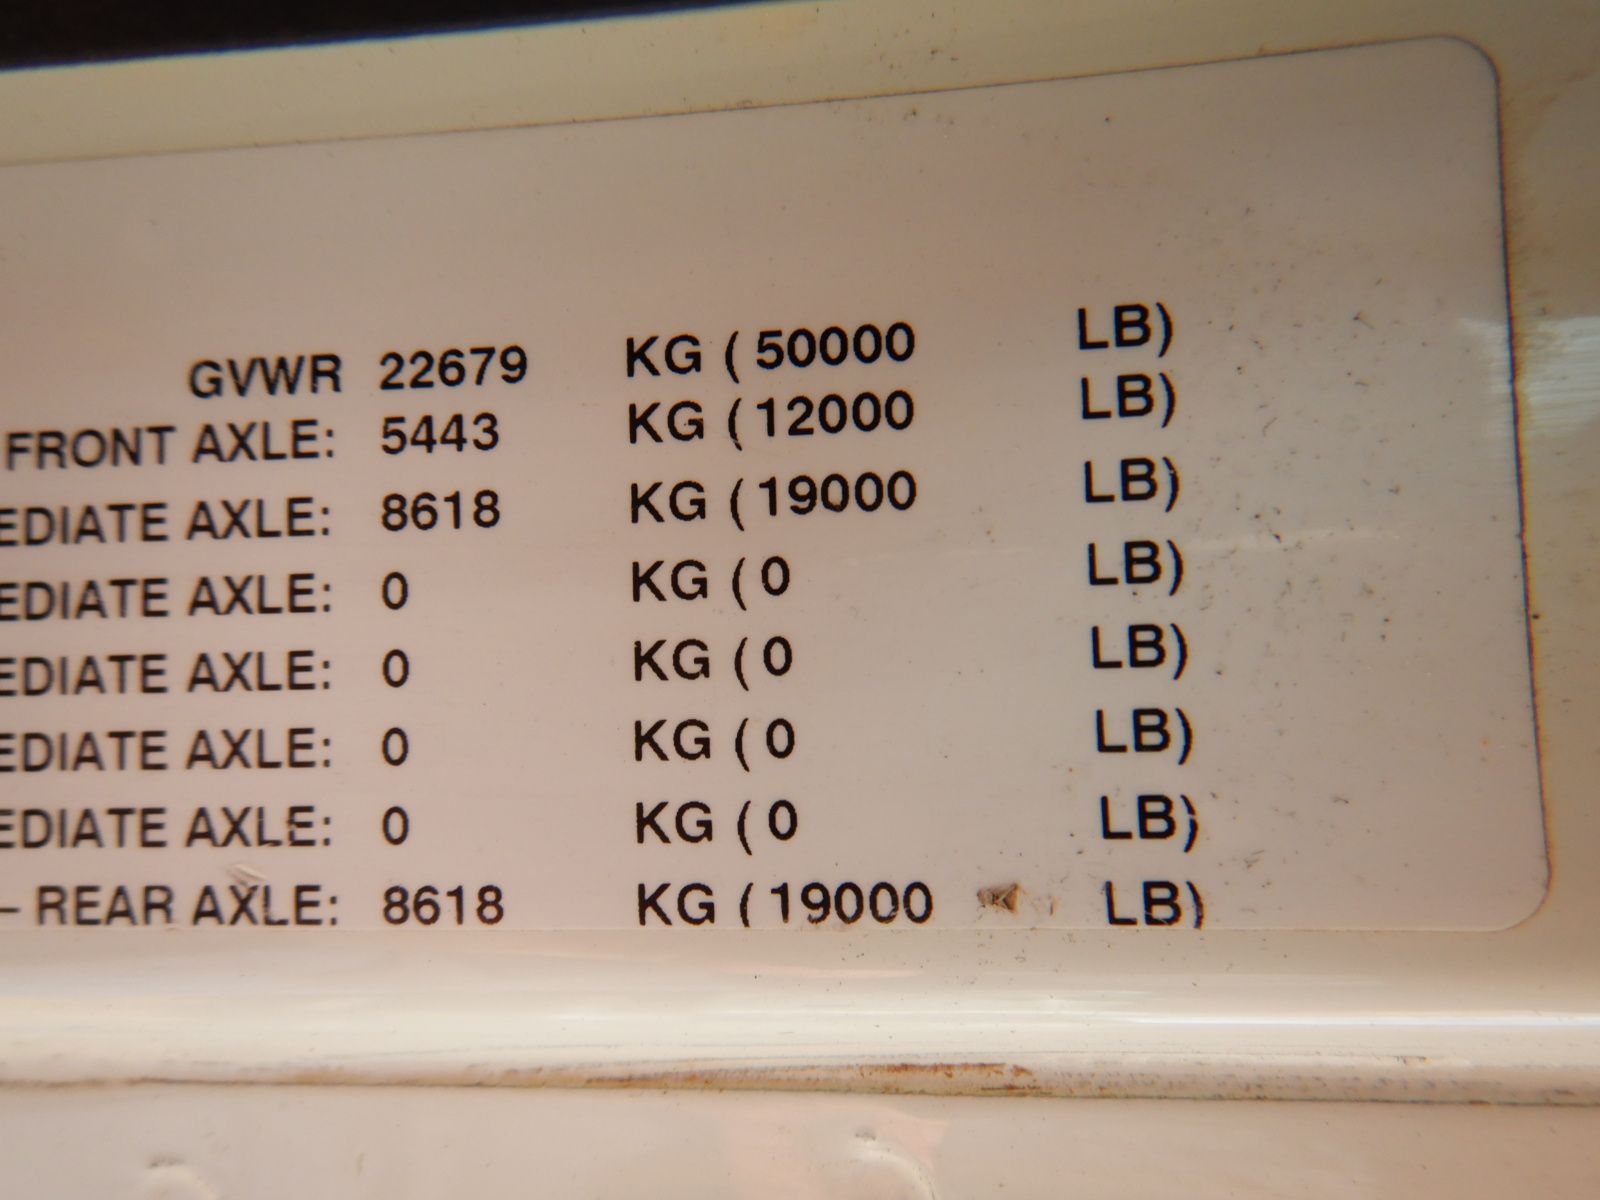 GVWR 22679 KG (50000 LB)
FRONT AXLE: 5443 KG (12000 LB)
EDIATE AXLE: 8618 KG (19000 LB)
EDIATE AXLE: 0 KG (0 LB)
EDIATE AXLE: 0 KG (0 LB)
EDIATE AXLE: 0 KG (0 LB)
EDIATE AXLE: 0 KG (0 LB)
– REAR AXLE: 8618 KG (19000 LB)